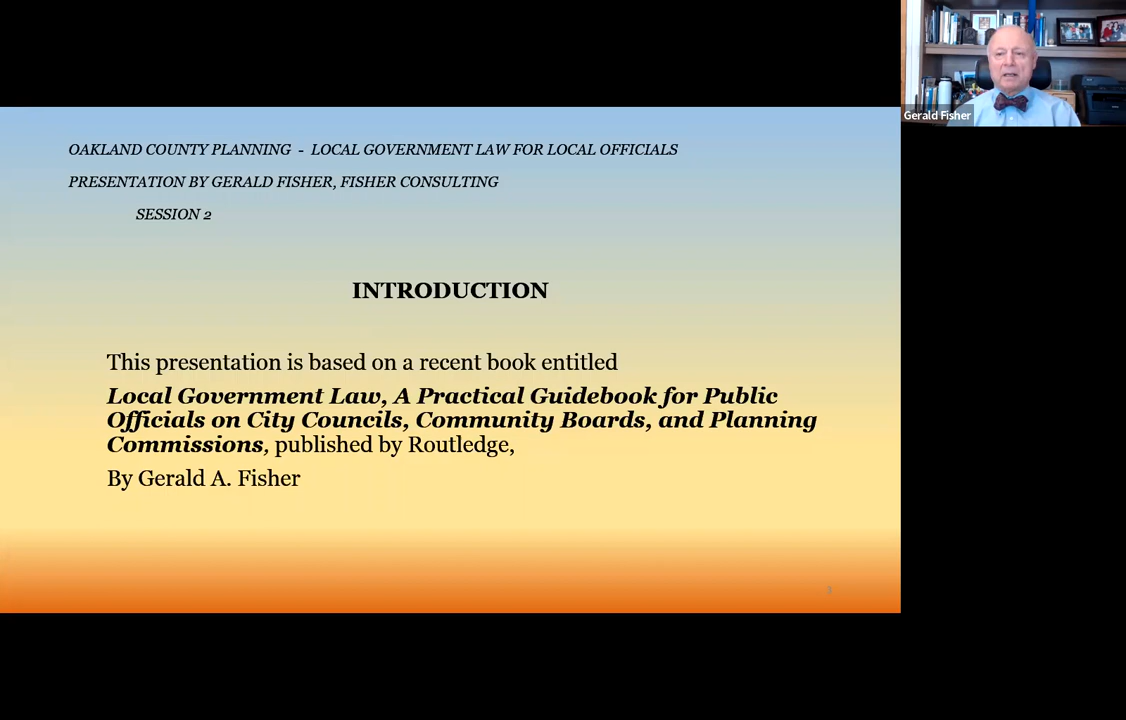 OAKLAND COUNTY PLANNING - LOCAL GOVERNMENT LAW FOR LOCAL OFFICIALS
PRESENTATION BY GERALD FISHER, FISHER CONSULTING
SESSION 2
INTRODUCTION
This presentation is based on a recent book entitled
Local Government Law, A Practical Guidebook for Public
Officials on City Councils, Community Boards, and Planning
Commissions, published by Routledge,
By Gerald A. Fisher
3
Gerald Fisher